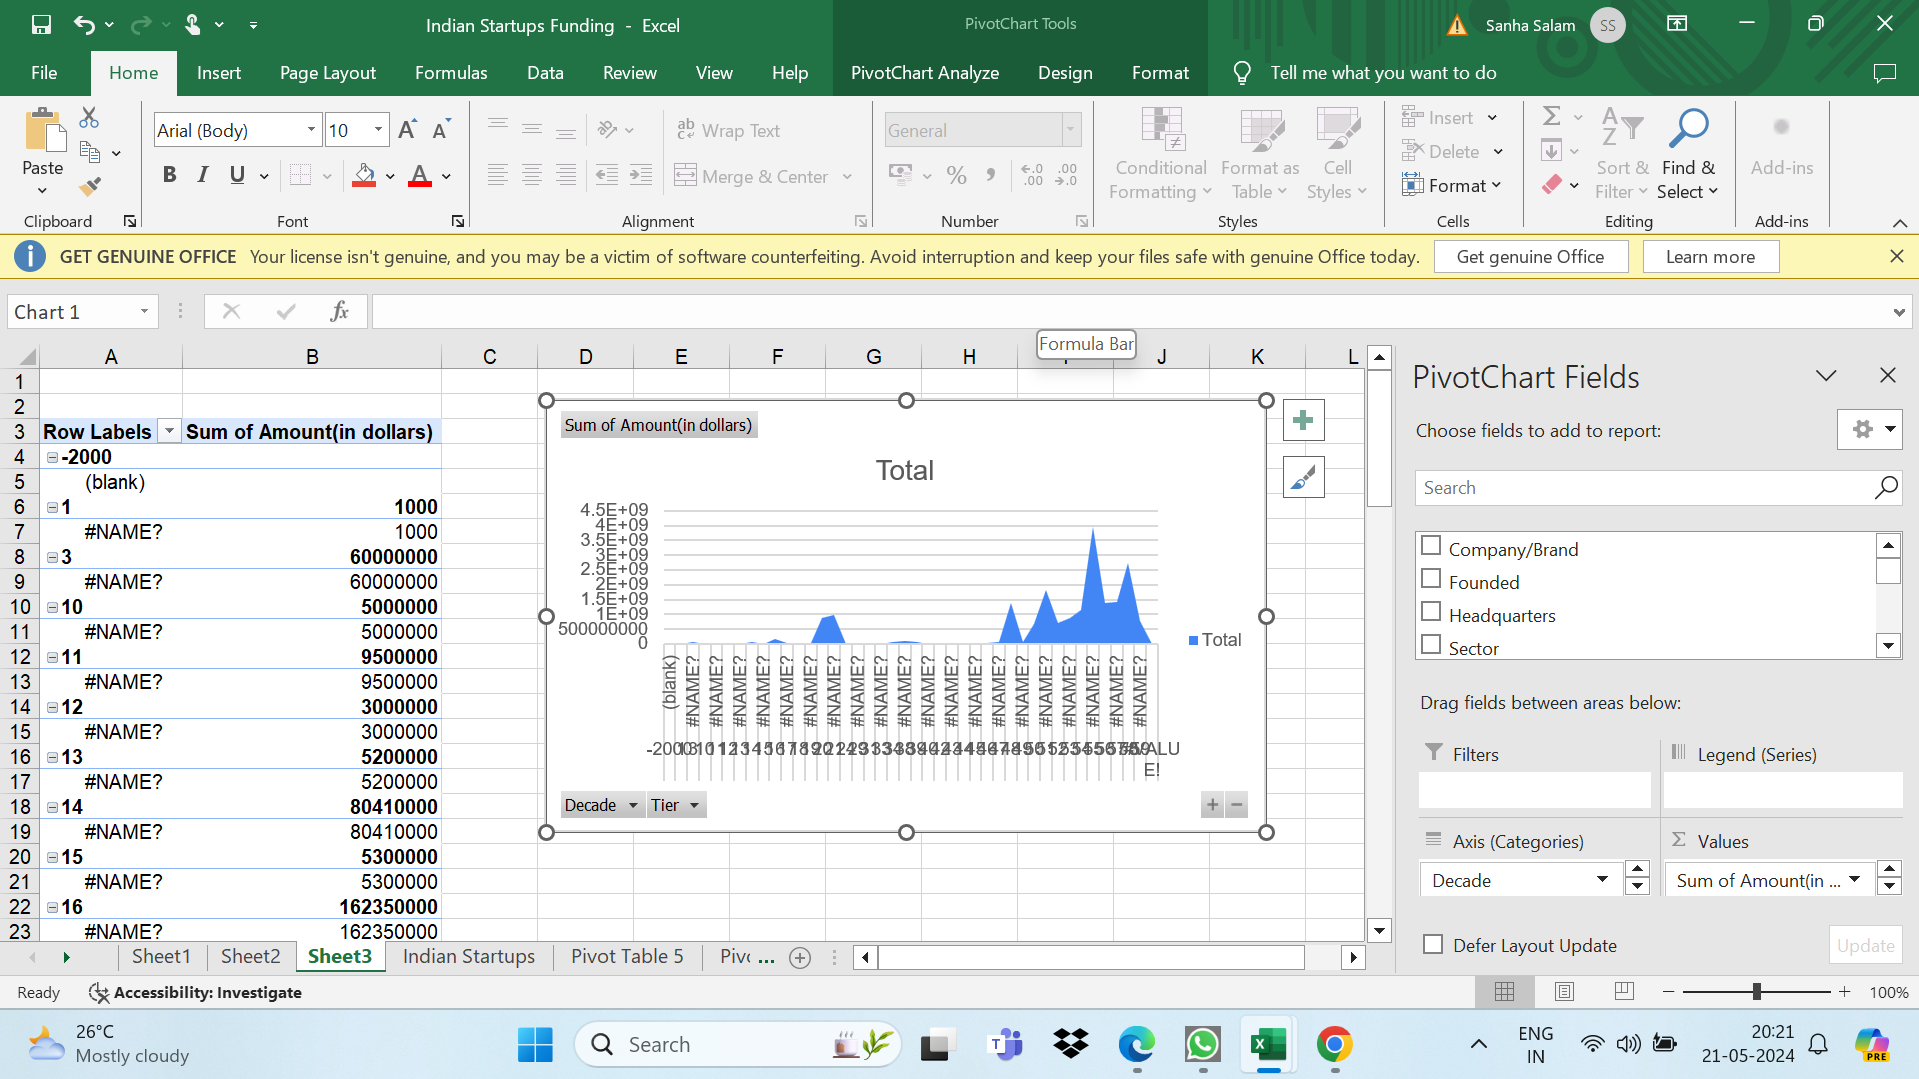 Indian Startups Funding - Excel
PivotChart Tools
Sanha Salam
SS
File Home Insert Page Layout Formulas Data Review View Help PivotChart Analyze Design Format Tell me what you want to do
Paste
Clipboard
Arial (Body) 10
B I U
Font
ab Wrap Text
Merge & Center
Alignment
General
% ,
Number
Conditional Formatting
Format as Table
Cell Styles
Styles
Insert
Delete
Format
Cells
Sort & Filter
Find & Select
Editing
Add-ins
Add-ins
GET GENUINE OFFICE Your license isn't genuine, and you may be a victim of software counterfeiting. Avoid interruption and keep your files safe with genuine Office today. Get genuine Office Learn more
Chart 1 fx
Formula Bar
A B C D E F G H J K L
1
2
3 Row Labels Sum of Amount(in dollars)
4 -2000
5 (blank)
6 1 1000
7 #NAME? 1000
8 3 60000000
9 #NAME? 60000000
10 10 5000000
11 #NAME? 5000000
12 11 9500000
13 #NAME? 9500000
14 12 3000000
15 #NAME? 3000000
16 13 5200000
17 #NAME? 5200000
18 14 80410000
19 #NAME? 80410000
20 15 5300000
21 #NAME? 5300000
22 16 162350000
23 #NAME? 162350000
Sum of Amount(in dollars)
Total
4.5E+09
4E+09
3.5E+09
3E+09
2.5E+09
2E+09
1.5E+09
1E+09
500000000
0
Total
(blank) #NAME? #NAME? #NAME? #NAME? #NAME? #NAME? #NAME? #NAME? #NAME? #NAME? #NAME? #NAME? #NAME? #NAME? #NAME? #NAME? #NAME? #NAME? #NAME? #NAME?
Decade Tier
PivotChart Fields
Choose fields to add to report:
Search
Company/Brand
Founded
Headquarters
Sector
Drag fields between areas below:
Filters
Legend (Series)
Axis (Categories)
Values
Decade
Sum of Amount(in ...
Defer Layout Update
Update
Sheet1 Sheet2 Sheet3 Indian Startups Pivot Table 5 Piv ...
Ready Accessibility: Investigate
100%
26°C
Mostly cloudy
Search
ENG
IN
20:21
21-05-2024
PRE